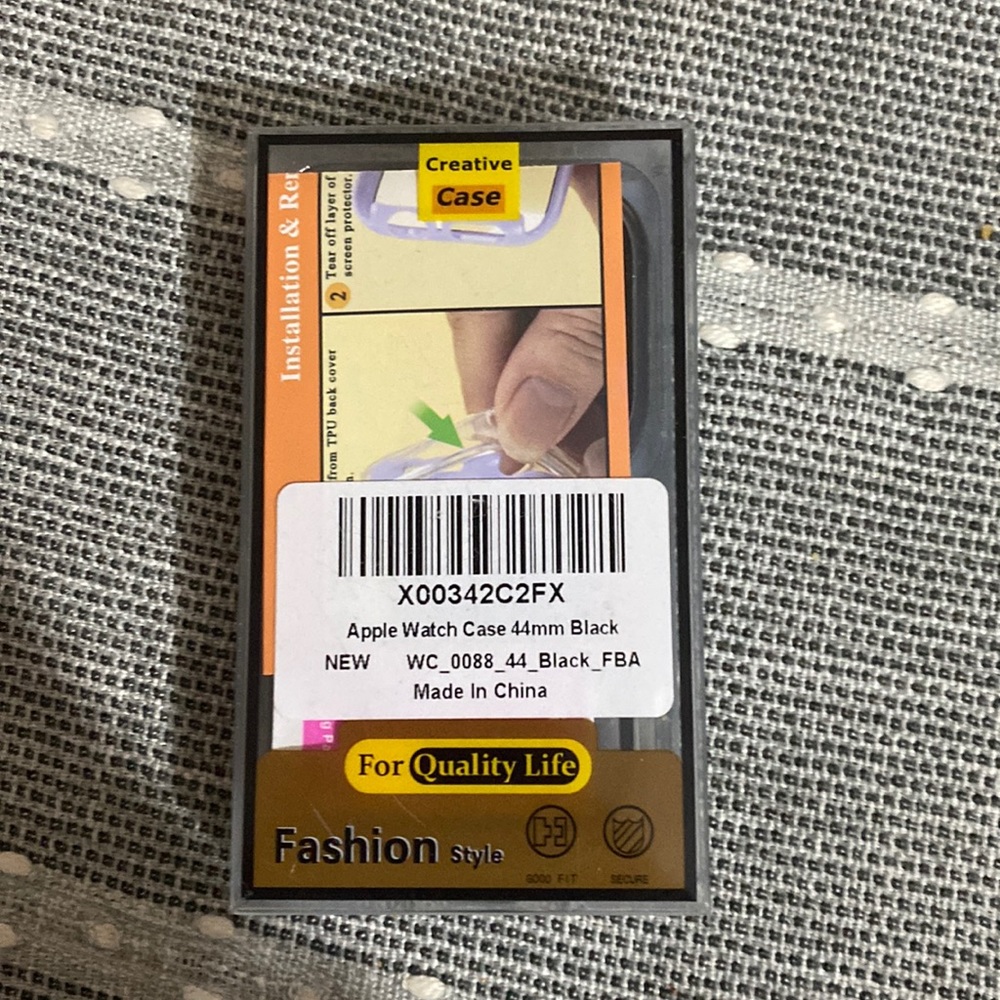 Creative
Case
Installation & Re
2 Tear off layer of
screen protector.
from TPU back cover
X00342C2FX
Apple Watch Case 44mm Black
NEW WC_0088_44_Black_FBA
Made In China
For Quality Life
Fashion Style
GOOD FIT
SECURE